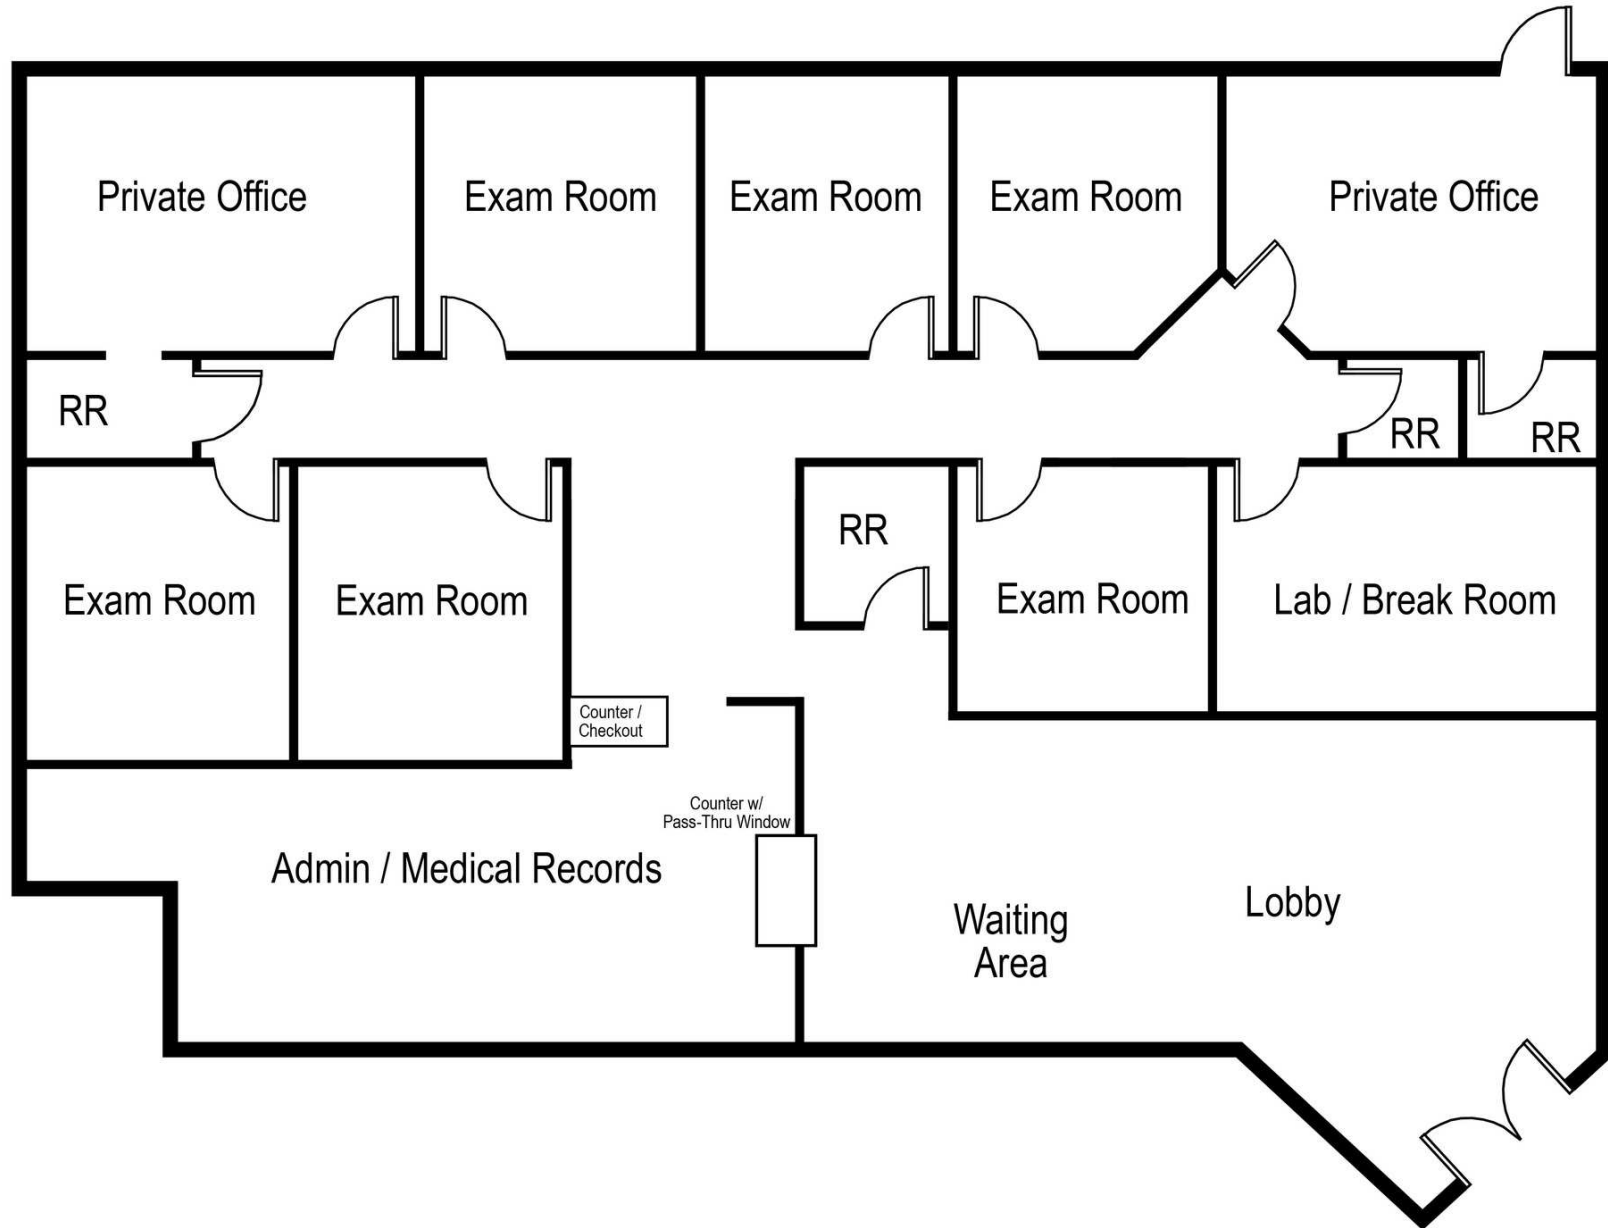 Private Office
Exam Room
Exam Room
Exam Room
Private Office
RR
RR
RR
Exam Room
Exam Room
RR
Exam Room
Lab / Break Room
Counter /
Checkout
Counter w/
Pass-Thru Window
Admin / Medical Records
Waiting
Area
Lobby